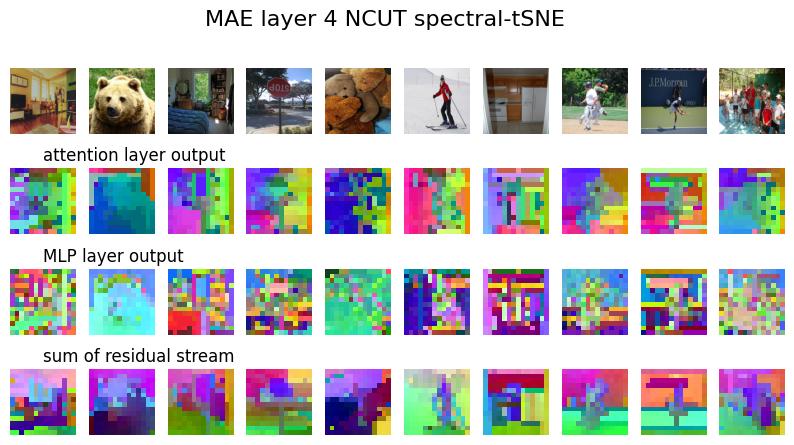 MAE layer 4 NCUT spectral-tSNE
STOP
J.P.Morgan
attention layer output
MLP layer output
sum of residual stream